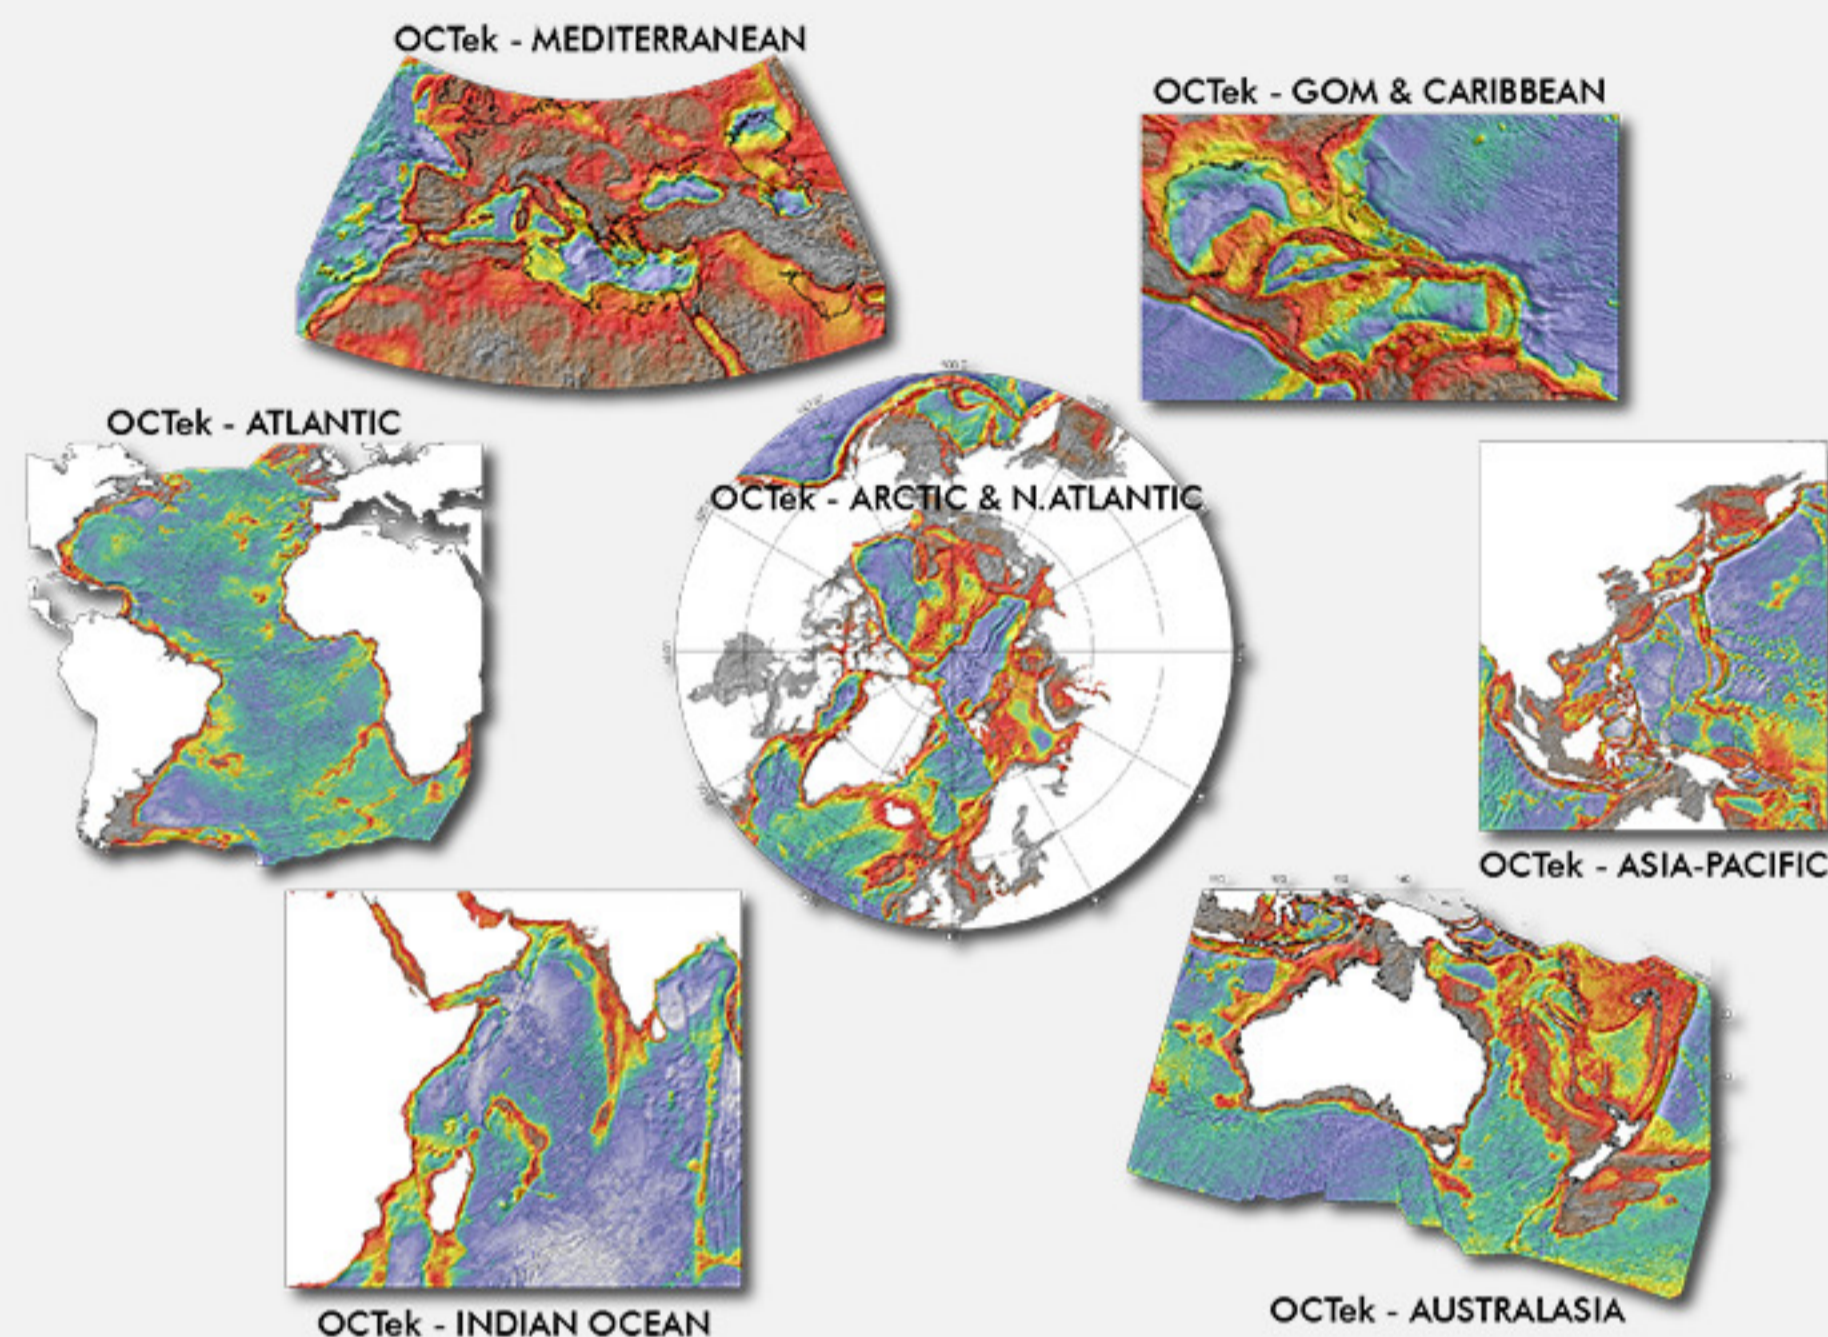 OCTek - MEDITERRANEAN
OCTek - GOM & CARIBBEAN
OCTek - ATLANTIC
OCTek - ARCTIC & N.ATLANTIC
OCTek - ASIA-PACIFIC
OCTek - INDIAN OCEAN
OCTek - AUSTRALASIA